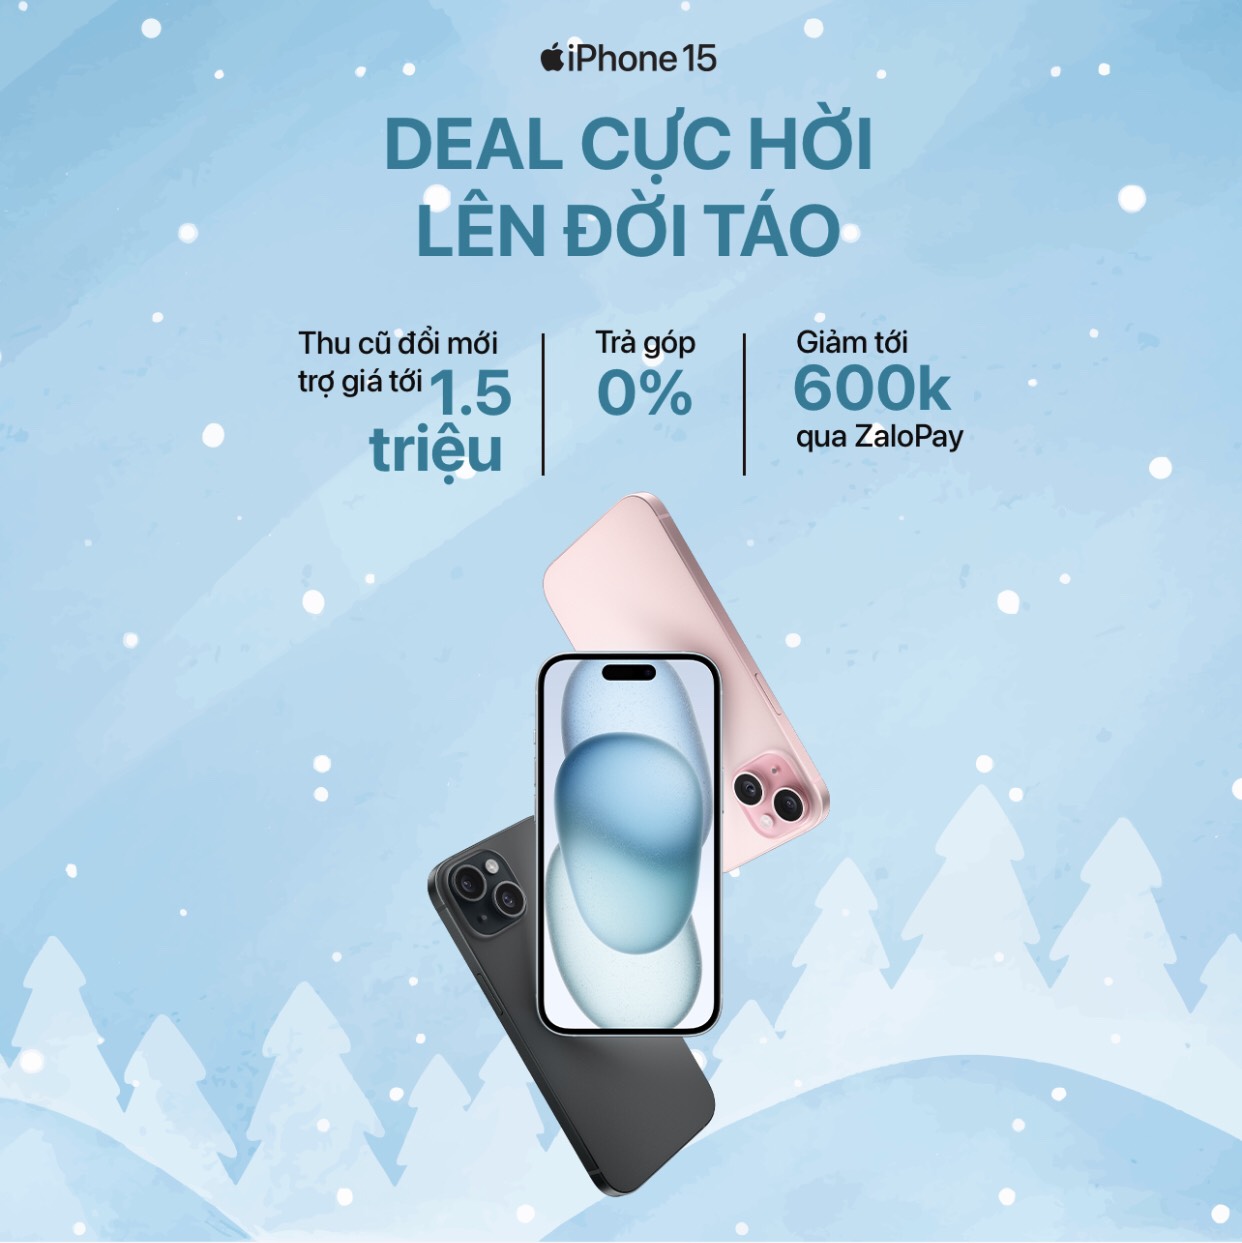 iPhone 15
DEAL CỰC HỜI
LÊN ĐỜI TÁO
Thu cũ đổi mới
trợ giá tới 1.5
triệu
Trả góp
0%
Giảm tới
600k
qua ZaloPay